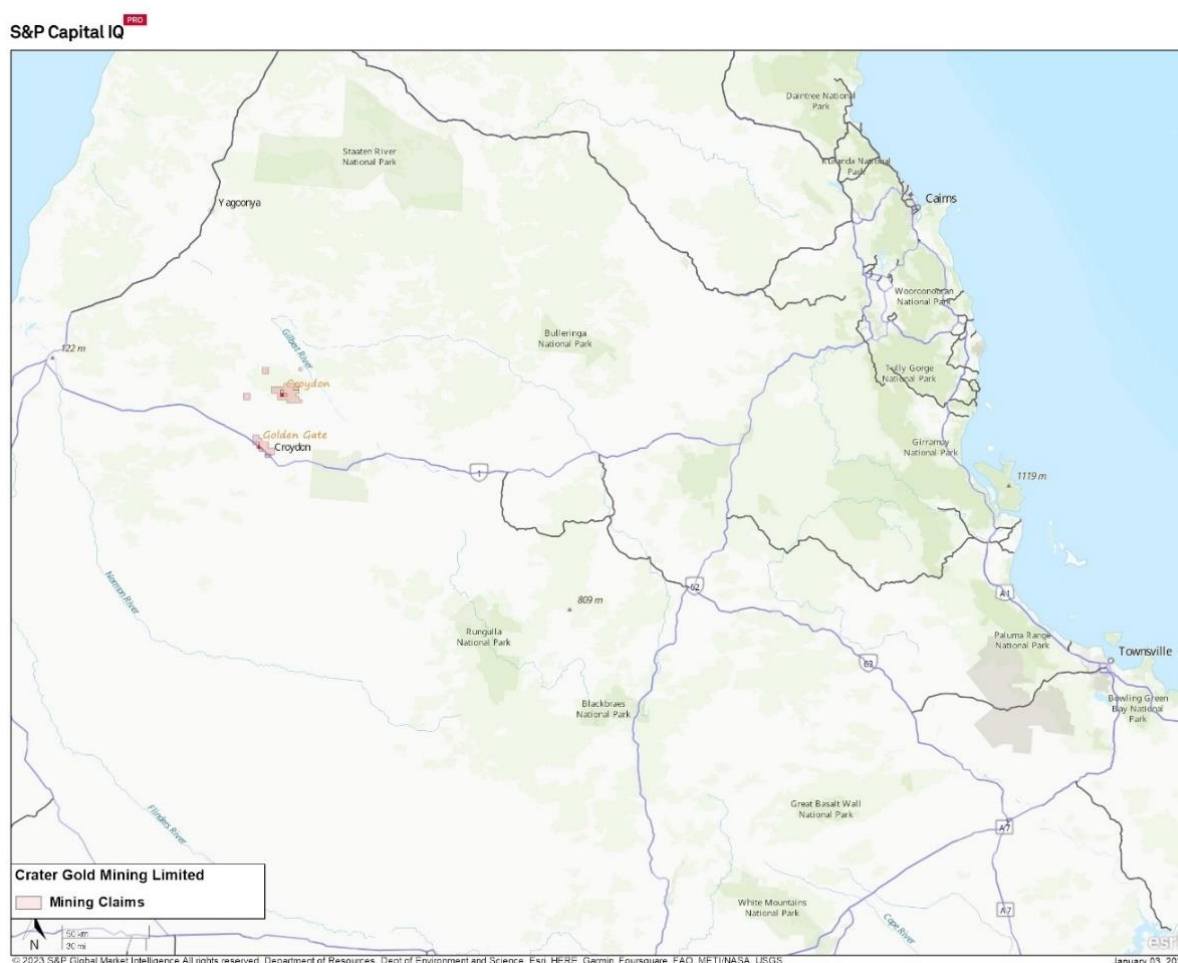 S&P Capital IQ PRO
Daintree National
Park
Staaten River
National Park
Kuranda National
Park
Yagoonya
Cairns
Wooroonooran
National Park
Gilbert River
Bulleringa
National Park
122 m
Croydon
Tully Gorge
National Park
Golden Gate
Croydon
Girramay
National Park
1
1119 m
Norman River
62
A1
809 m
Rungulla
National Park
Paluma Range
National Park
Townsville
63
Blackbraes
National Park
Bowling Green
Bay National
Park
Flinders River
Great Basalt Wall
National Park
A7
Crater Gold Mining Limited
Mining Claims
White Mountains
National Park
A7
Cape River
N
50 km
30 mi
esri
© 2023 S&P Global Market Intelligence All rights reserved. Department of Resources, Dept of Environment and Science, Esri, HERE, Garmin, Foursquare, FAO, METI/NASA, USGS
January 03, 20